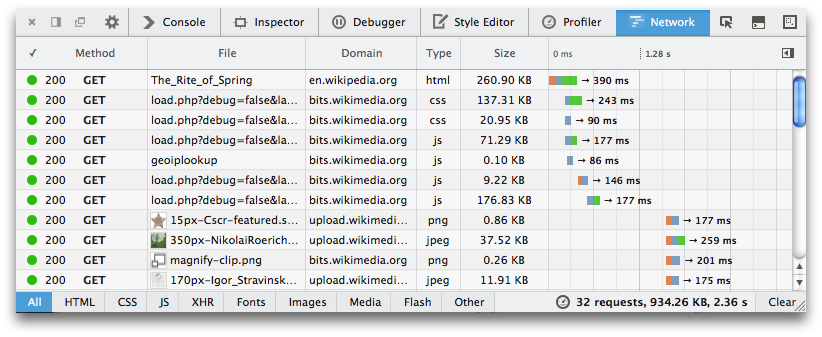 Console Inspector Debugger Style Editor Profiler Network
✓ Method File Domain Type Size 0 ms 1.28 s
200 GET The_Rite_of_Spring en.wikipedia.org html 260.90 KB → 390 ms
200 GET load.php?debug=false&la... bits.wikimedia.org css 137.31 KB → 243 ms
200 GET load.php?debug=false&la... bits.wikimedia.org css 20.95 KB → 90 ms
200 GET load.php?debug=false&la... bits.wikimedia.org js 71.29 KB → 177 ms
200 GET geoiplookup bits.wikimedia.org js 0.10 KB → 86 ms
200 GET load.php?debug=false&la... bits.wikimedia.org js 9.22 KB → 146 ms
200 GET load.php?debug=false&la... bits.wikimedia.org js 176.83 KB → 177 ms
200 GET 15px-Cscr-featured.s... upload.wikimedi... png 0.86 KB → 177 ms
200 GET 350px-NikolaiRoerich... upload.wikimedi... jpeg 37.52 KB → 259 ms
200 GET magnify-clip.png upload.wikimedi... png 0.26 KB → 201 ms
200 GET 170px-Igor_Stravinsk... upload.wikimedi... jpeg 11.91 KB → 175 ms
All HTML CSS JS XHR Fonts Images Media Flash Other 32 requests, 934.26 KB, 2.36 s Clear